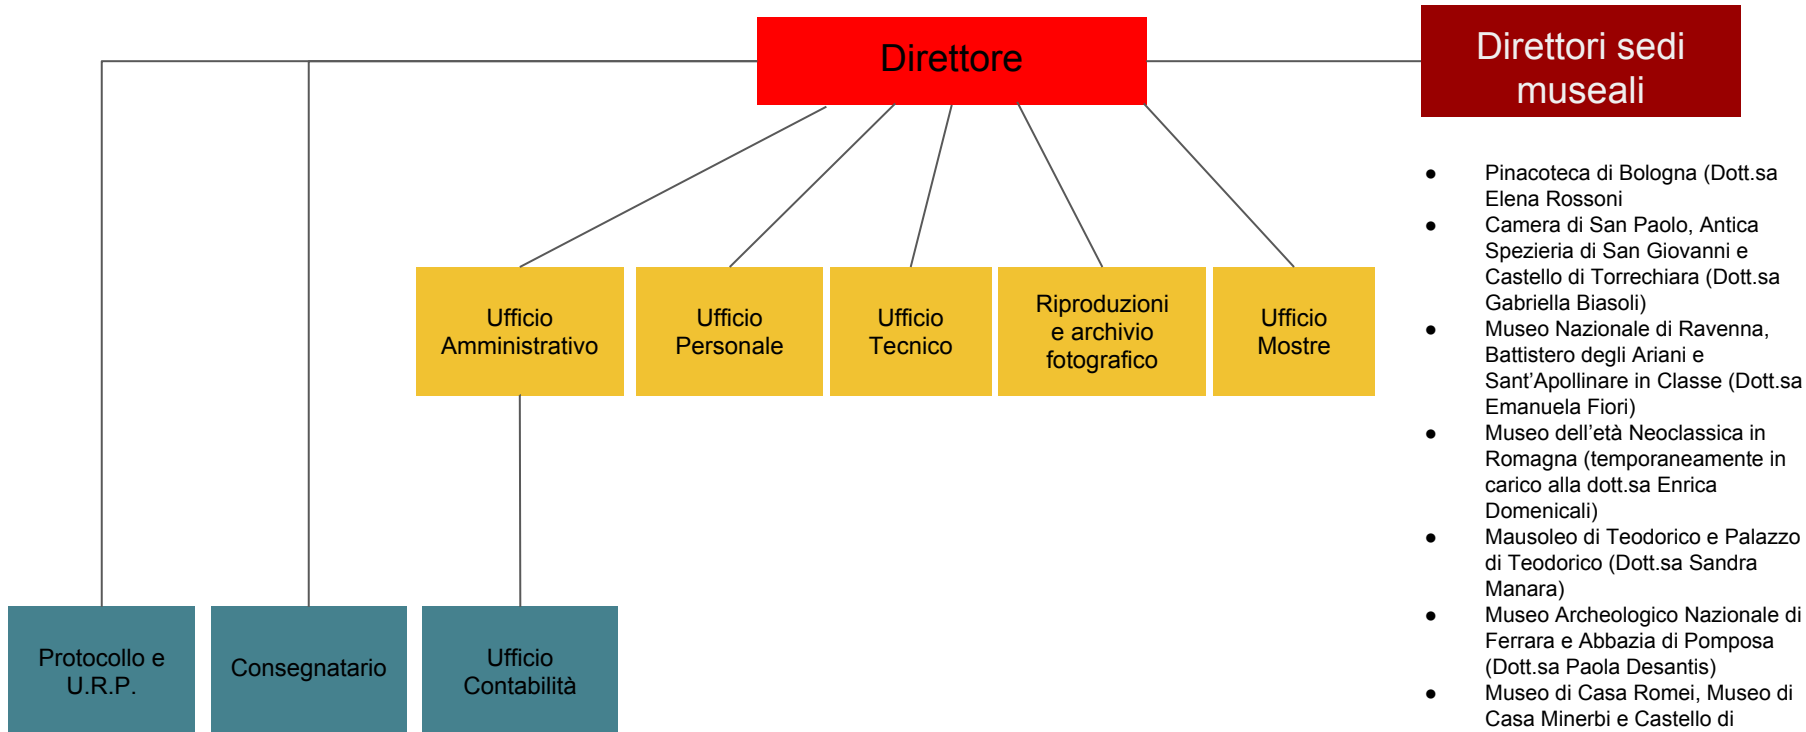 Direttore
Direttori sedi
museali
Ufficio
Amministrativo
Ufficio
Personale
Ufficio
Tecnico
Riproduzioni
e archivio
fotografico
Ufficio
Mostre
Protocollo e
U.R.P.
Consegnatario
Ufficio
Contabilità
● Pinacoteca di Bologna (Dott.sa
Elena Rossoni
● Camera di San Paolo, Antica
Spezieria di San Giovanni e
Castello di Torrechiara (Dott.sa
Gabriella Biasoli)
● Museo Nazionale di Ravenna,
Battistero degli Ariani e
Sant’Apollinare in Classe (Dott.sa
Emanuela Fiori)
● Museo dell’età Neoclassica in
Romagna (temporaneamente in
carico alla dott.sa Enrica
Domenicali)
● Mausoleo di Teodorico e Palazzo
di Teodorico (Dott.sa Sandra
Manara)
● Museo Archeologico Nazionale di
Ferrara e Abbazia di Pomposa
(Dott.sa Paola Desantis)
● Museo di Casa Romei, Museo di
Casa Minerbi e Castello di